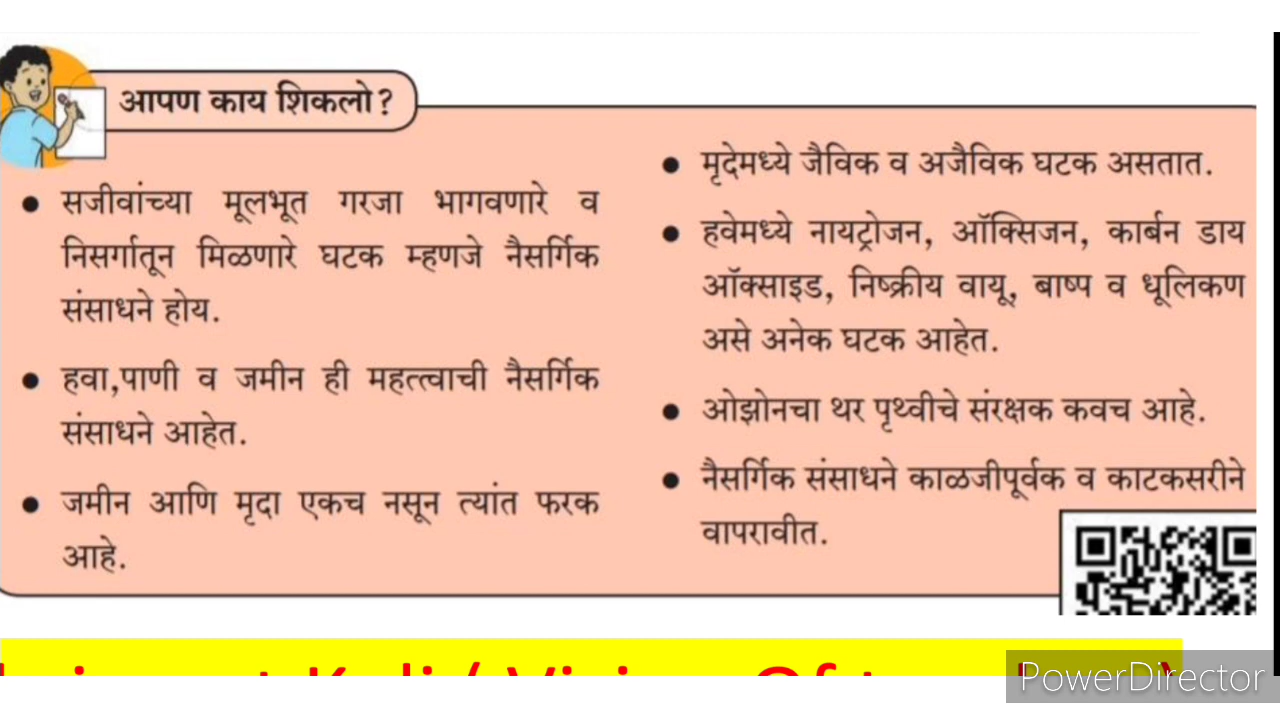 आपण काय शिकलो?
● सजीवांच्या मूलभूत गरजा भागवणारे व
निसर्गातून मिळणारे घटक म्हणजे नैसर्गिक
संसाधने होय.
● हवा,पाणी व जमीन ही महत्त्वाची नैसर्गिक
संसाधने आहेत.
● जमीन आणि मृदा एकच नसून त्यांत फरक
आहे.
● मृदेमध्ये जैविक व अजैविक घटक असतात.
● हवेमध्ये नायट्रोजन, ऑक्सिजन, कार्बन डाय
ऑक्साइड, निष्क्रीय वायू, बाष्प व धूलिकण
असे अनेक घटक आहेत.
● ओझोनचा थर पृथ्वीचे संरक्षक कवच आहे.
● नैसर्गिक संसाधने काळजीपूर्वक व काटकसरीने
वापरावीत.
PowerDirector